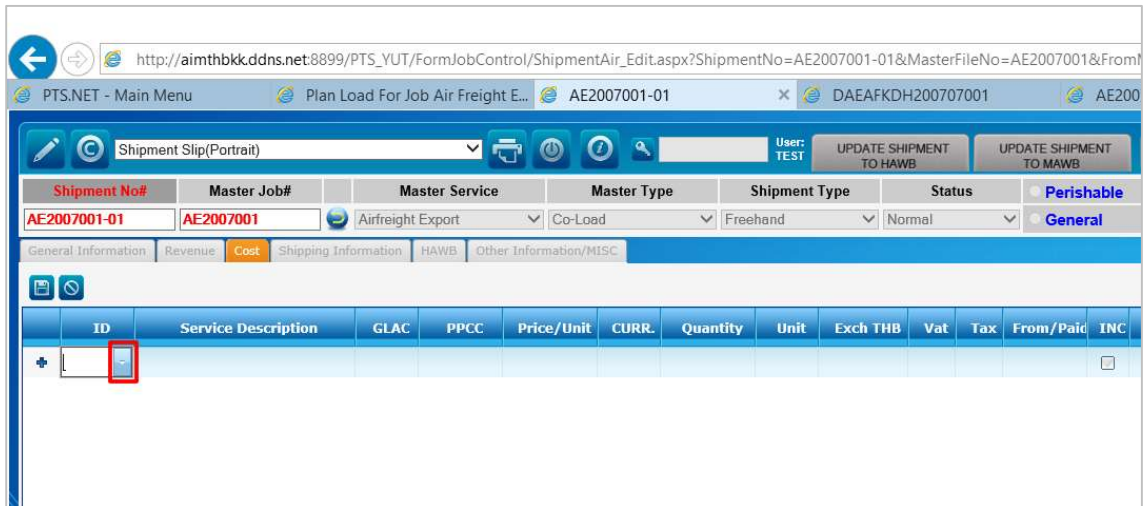 http://aimthbkk.ddns.net:8899/PTS_YUT/FormJobControl/ShipmentAir_Edit.aspx?ShipmentNo=AE2007001-01&MasterFileNo=AE2007001&From
PTS.NET - Main Menu Plan Load For Job Air Freight E... AE2007001-01 × DAEAFKDH200707001 AE200
Shipment Slip(Portrait) User: TEST UPDATE SHIPMENT TO HAWB UPDATE SHIPMENT TO MAWB
Shipment No# Master Job# Master Service Master Type Shipment Type Status Perishable
AE2007001-01 AE2007001 Airfreight Export Co-Load Freehand Normal General
General Information Revenue Cost Shipping Information HAWB Other Information/MISC
ID Service Description GLAC PPCC Price/Unit CURR. Quantity Unit Exch THB Vat Tax From/Paid INC